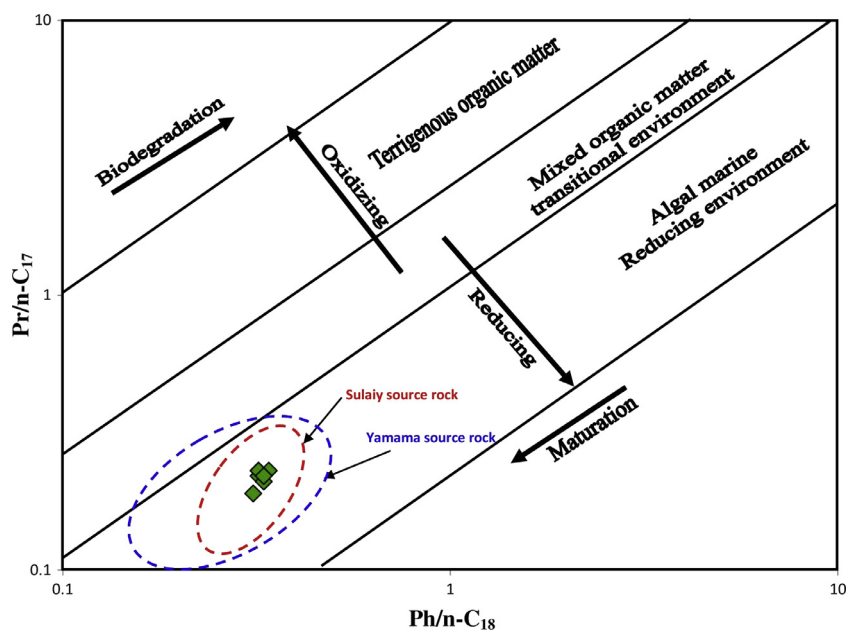 10
Biodegradation
Terrigenous organic matter
Oxidizing
Mixed organic matter
transitional environment
Algal marine
Reducing environment
Pr/n-C₁₇
1
Reducing
Sulaiy source rock
Yamama source rock
Maturation
0.1
0.1
1
10
Ph/n-C₁₈